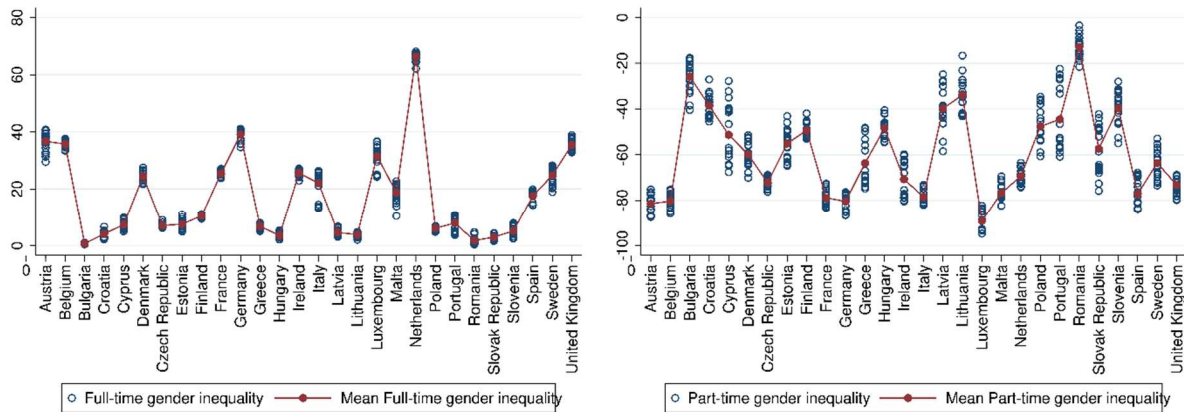 80
60
40
20
0
0
Austria
Belgium
Bulgaria
Croatia
Cyprus
Denmark
Czech Republic
Estonia
Finland
France
Germany
Greece
Hungary
Ireland
Italy
Latvia
Lithuania
Luxembourg
Malta
Netherlands
Poland
Portugal
Romania
Slovak Republic
Slovenia
Spain
Sweden
United Kingdom
Full-time gender inequality Mean Full-time gender inequality
0
-20
-40
-60
-80
-100
0
Austria
Belgium
Bulgaria
Croatia
Cyprus
Denmark
Czech Republic
Estonia
Finland
France
Germany
Greece
Hungary
Ireland
Italy
Latvia
Lithuania
Luxembourg
Malta
Netherlands
Poland
Portugal
Romania
Slovak Republic
Slovenia
Spain
Sweden
United Kingdom
Part-time gender inequality Mean Part-time gender inequality